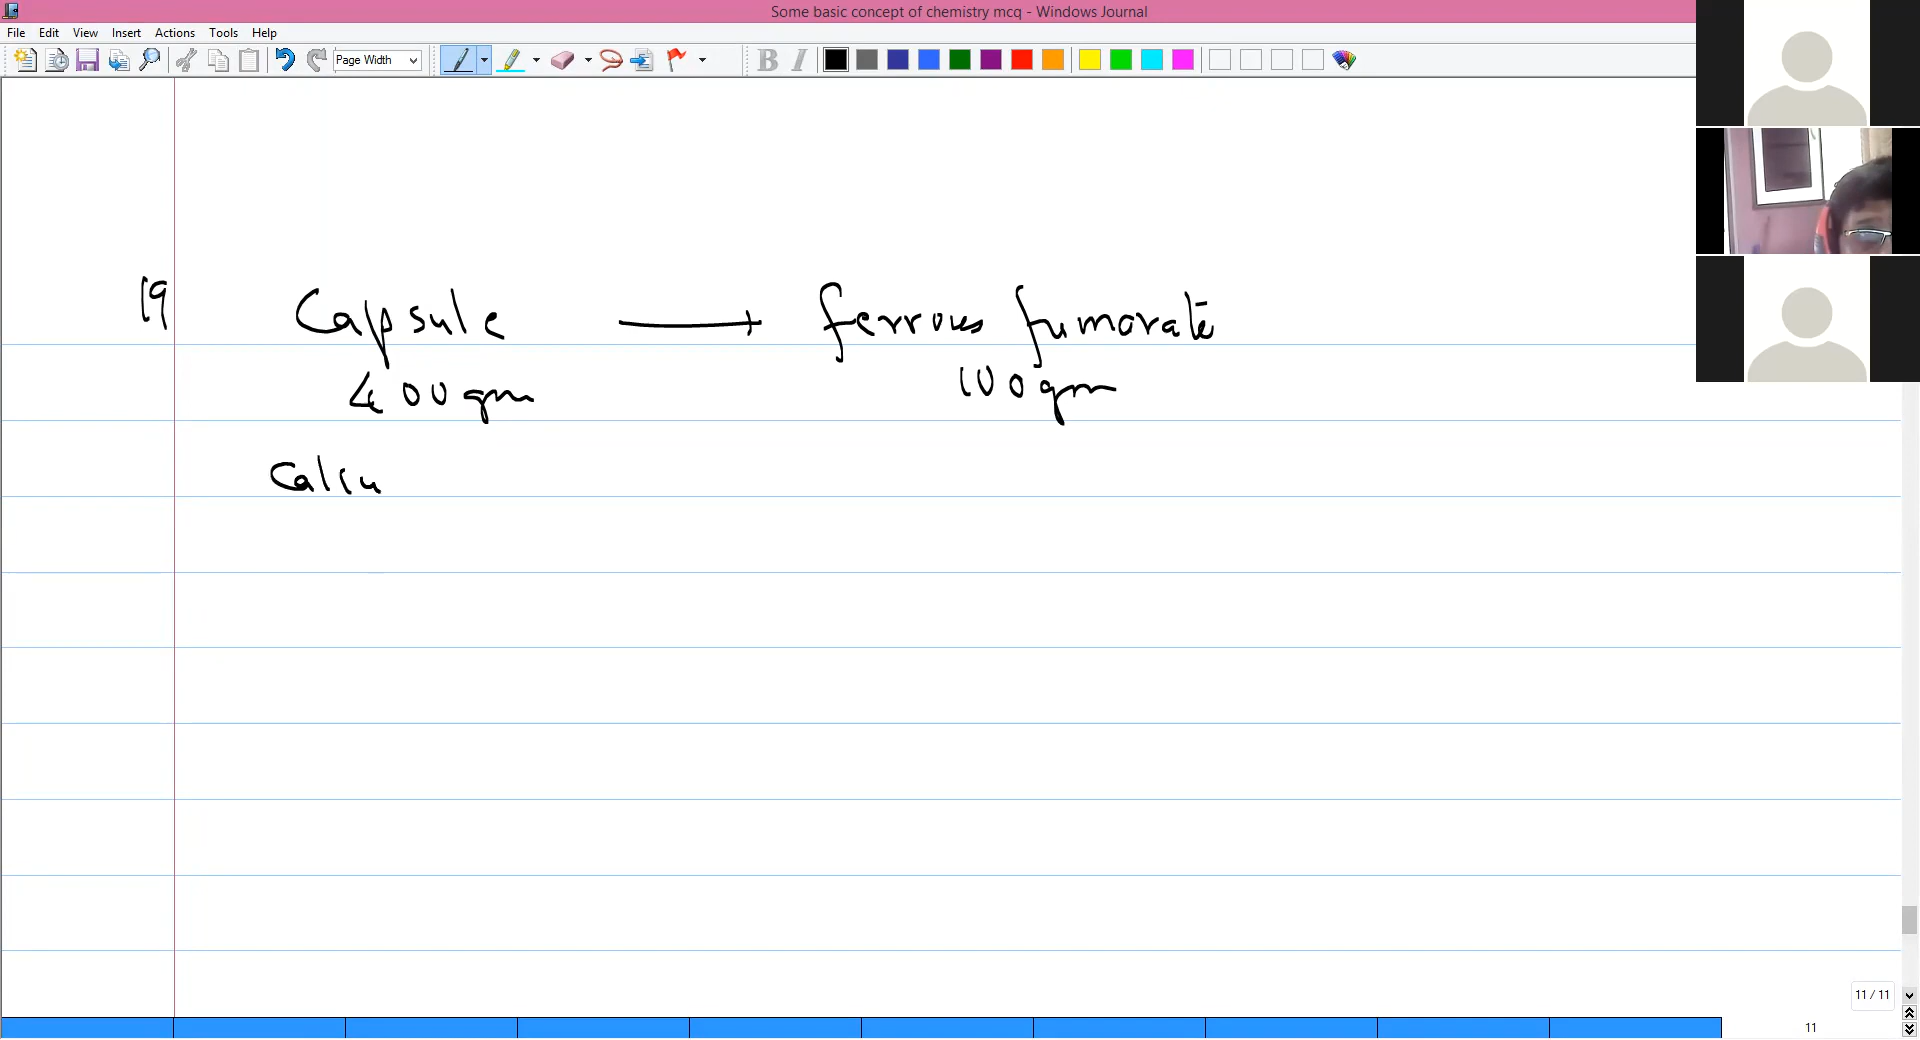 Some basic concept of chemistry mcq - Windows Journal
File Edit View Insert Actions Tools Help
Page Width B I
19 Capsule → ferrous fumorate
400 gm 100 gm
Calcu
11 / 11
11